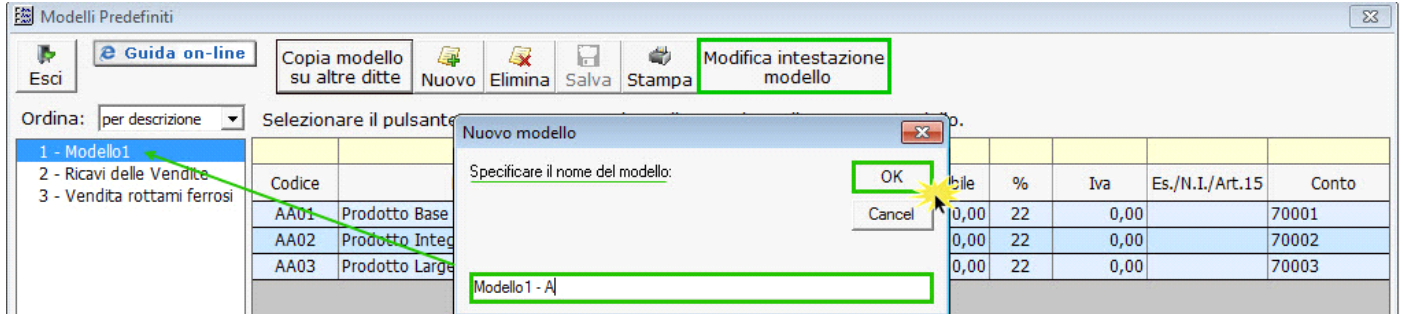 Modelli Predefiniti
Esci
Guida on-line
Copia modello
su altre ditte
Nuovo
Elimina
Salva
Stampa
Modifica intestazione
modello
Ordina: per descrizione
Selezionare il pulsante
1 - Modello1
2 - Ricavi delle Vendite
3 - Vendita rottami ferrosi
Nuovo modello
Specificare il nome del modello:
OK
Cancel
Modello1 - A
Codice % Iva Es./N.I./Art.15 Conto
AA01 Prodotto Base 0,00 22 0,00 70001
AA02 Prodotto Integ 0,00 22 0,00 70002
AA03 Prodotto Large 0,00 22 0,00 70003